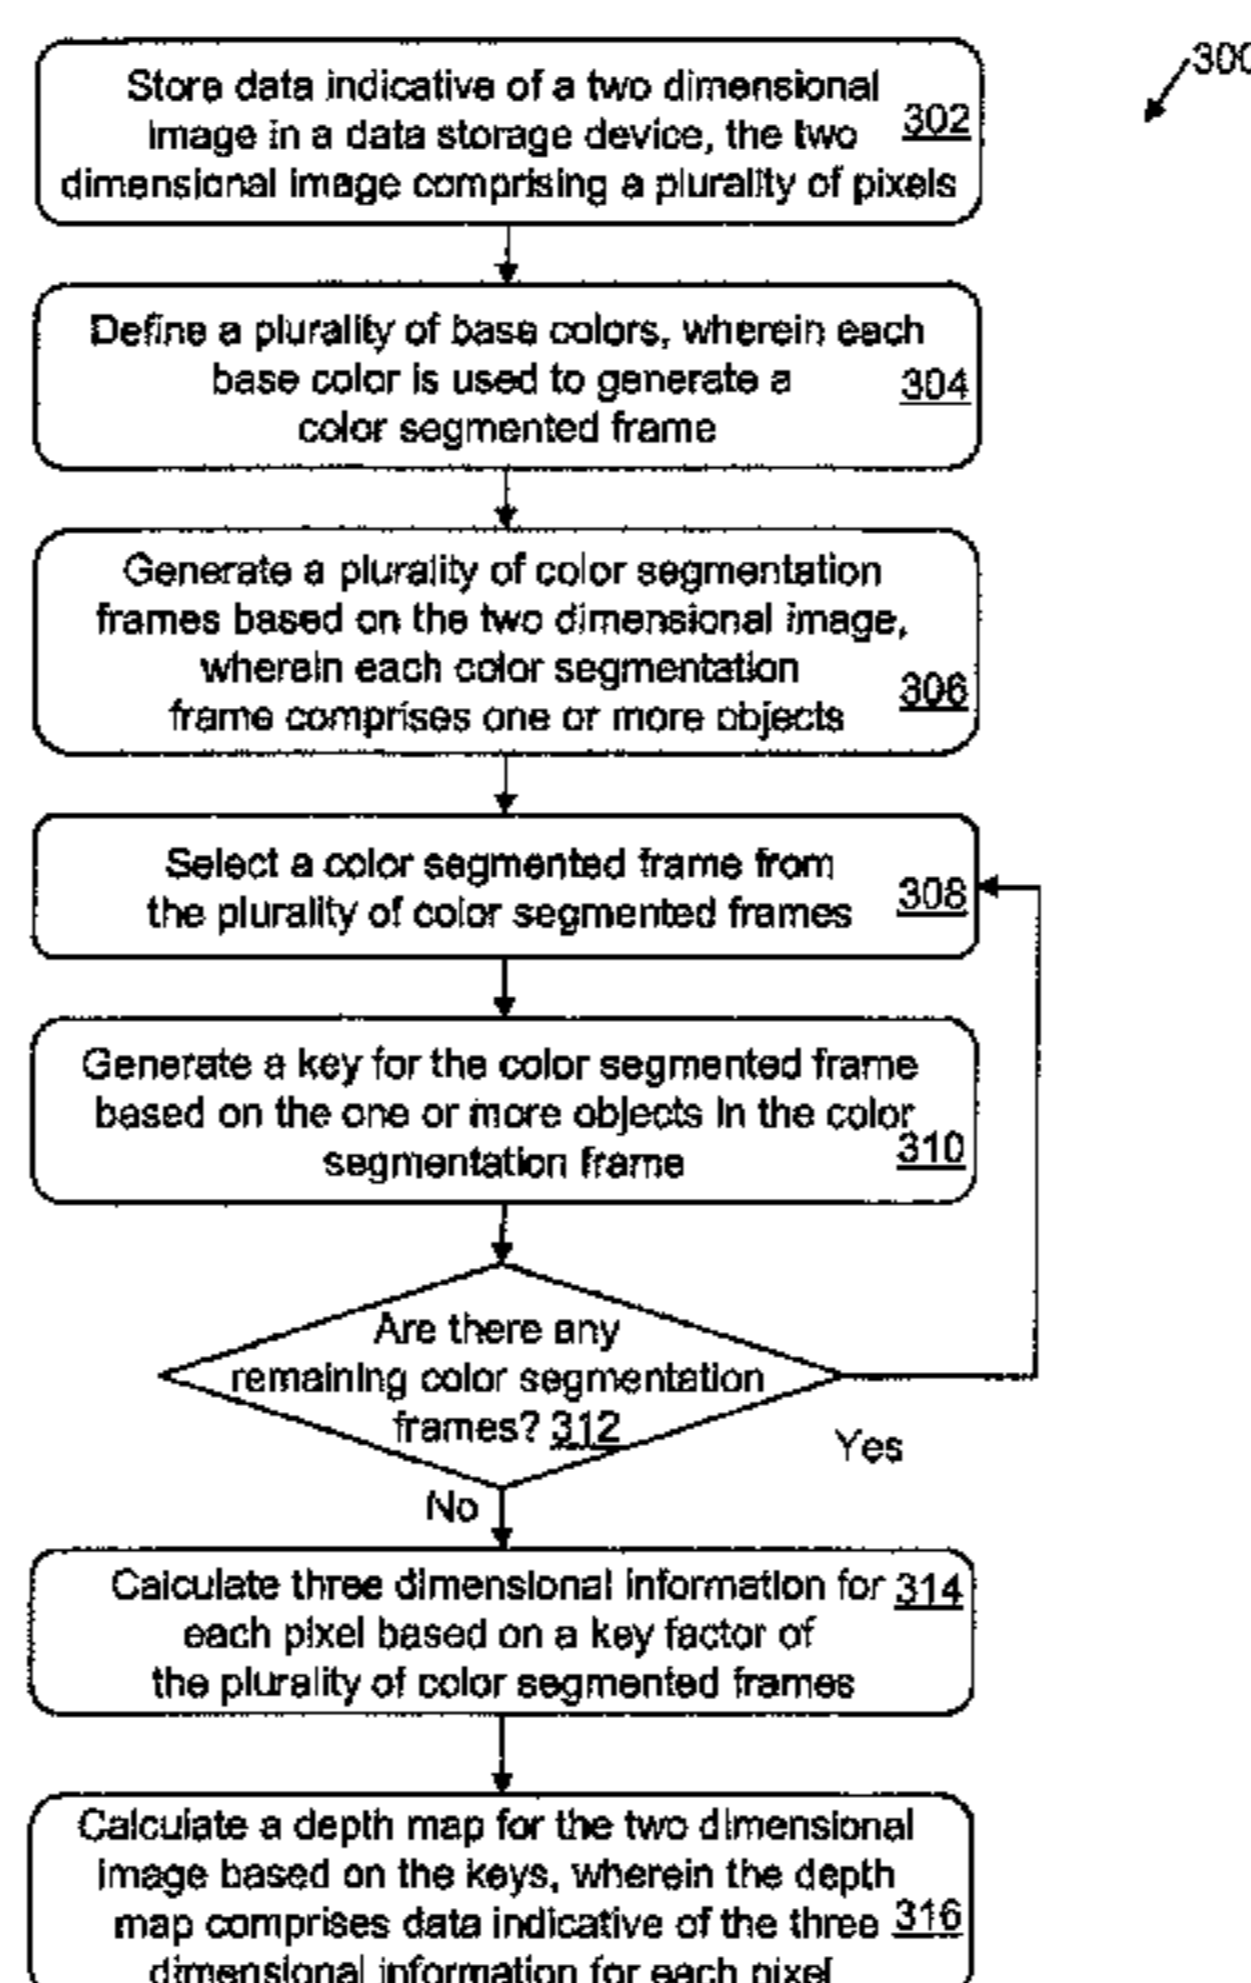 300
Store data indicative of a two dimensional
image in a data storage device, the two
302
dimensional image comprising a plurality of pixels
Define a plurality of base colors, wherein each
base color is used to generate a
304
color segmented frame
Generate a plurality of color segmentation
frames based on the two dimensional image,
wherein each color segmentation
306
frame comprises one or more objects
Select a color segmented frame from
308
the plurality of color segmented frames
Generate a key for the color segmented frame
based on the one or more objects in the color
310
segmentation frame
Are there any
remaining color segmentation
frames? 312
Yes
No
Calculate three dimensional information for 314
each pixel based on a key factor of
the plurality of color segmented frames
Calculate a depth map for the two dimensional
image based on the keys, wherein the depth
map comprises data indicative of the three 316
dimensional information for each pixel